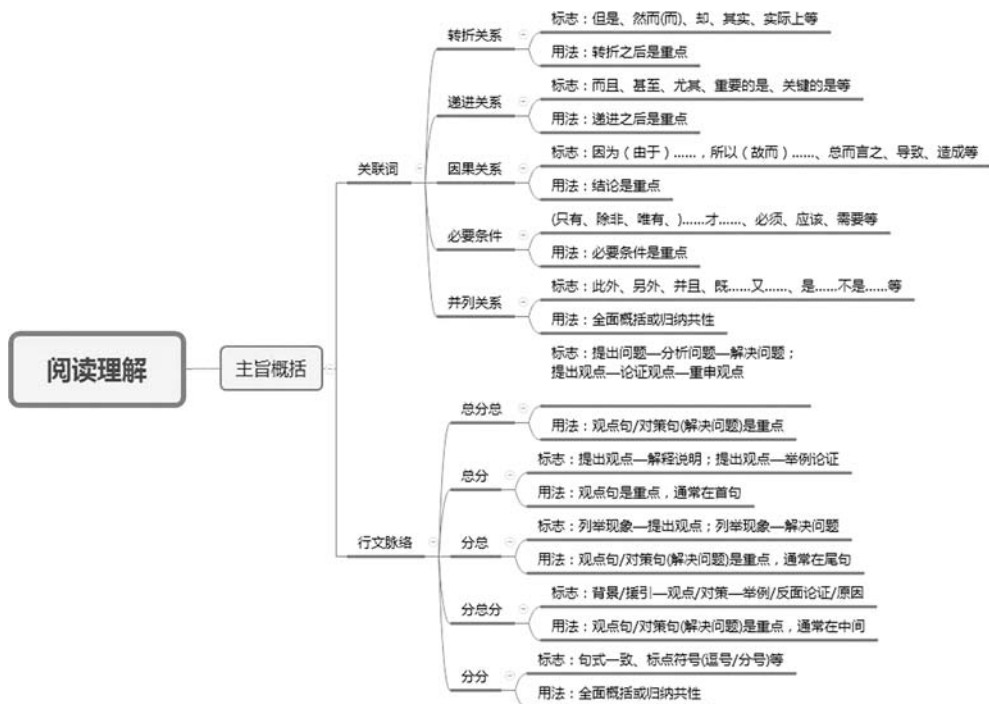 阅读理解
主旨概括
关联词
转折关系
标志：但是、然而(而)、却、其实、实际上等
用法：转折之后是重点
递进关系
标志：而且、甚至、尤其、重要的是、关键的是等
用法：递进之后是重点
因果关系
标志：因为（由于）……，所以（故而）……、总而言之、导致、造成等
用法：结论是重点
必要条件
(只有、除非、唯有、)……才……、必须、应该、需要等
用法：必要条件是重点
并列关系
标志：此外、另外、并且、既……又……、是……不是……等
用法：全面概括或归纳共性
行文脉络
总分总
标志：提出问题—分析问题—解决问题；
提出观点—论证观点—重申观点
用法：观点句/对策句(解决问题)是重点
总分
标志：提出观点—解释说明；提出观点—举例论证
用法：观点句是重点，通常在首句
分总
标志：列举现象—提出观点；列举现象—解决问题
用法：观点句/对策句(解决问题)是重点，通常在尾句
分总分
标志：背景/援引—观点/对策—举例/反面论证/原因
用法：观点句/对策句(解决问题)是重点，通常在中间
分分
标志：句式一致、标点符号(逗号/分号)等
用法：全面概括或归纳共性